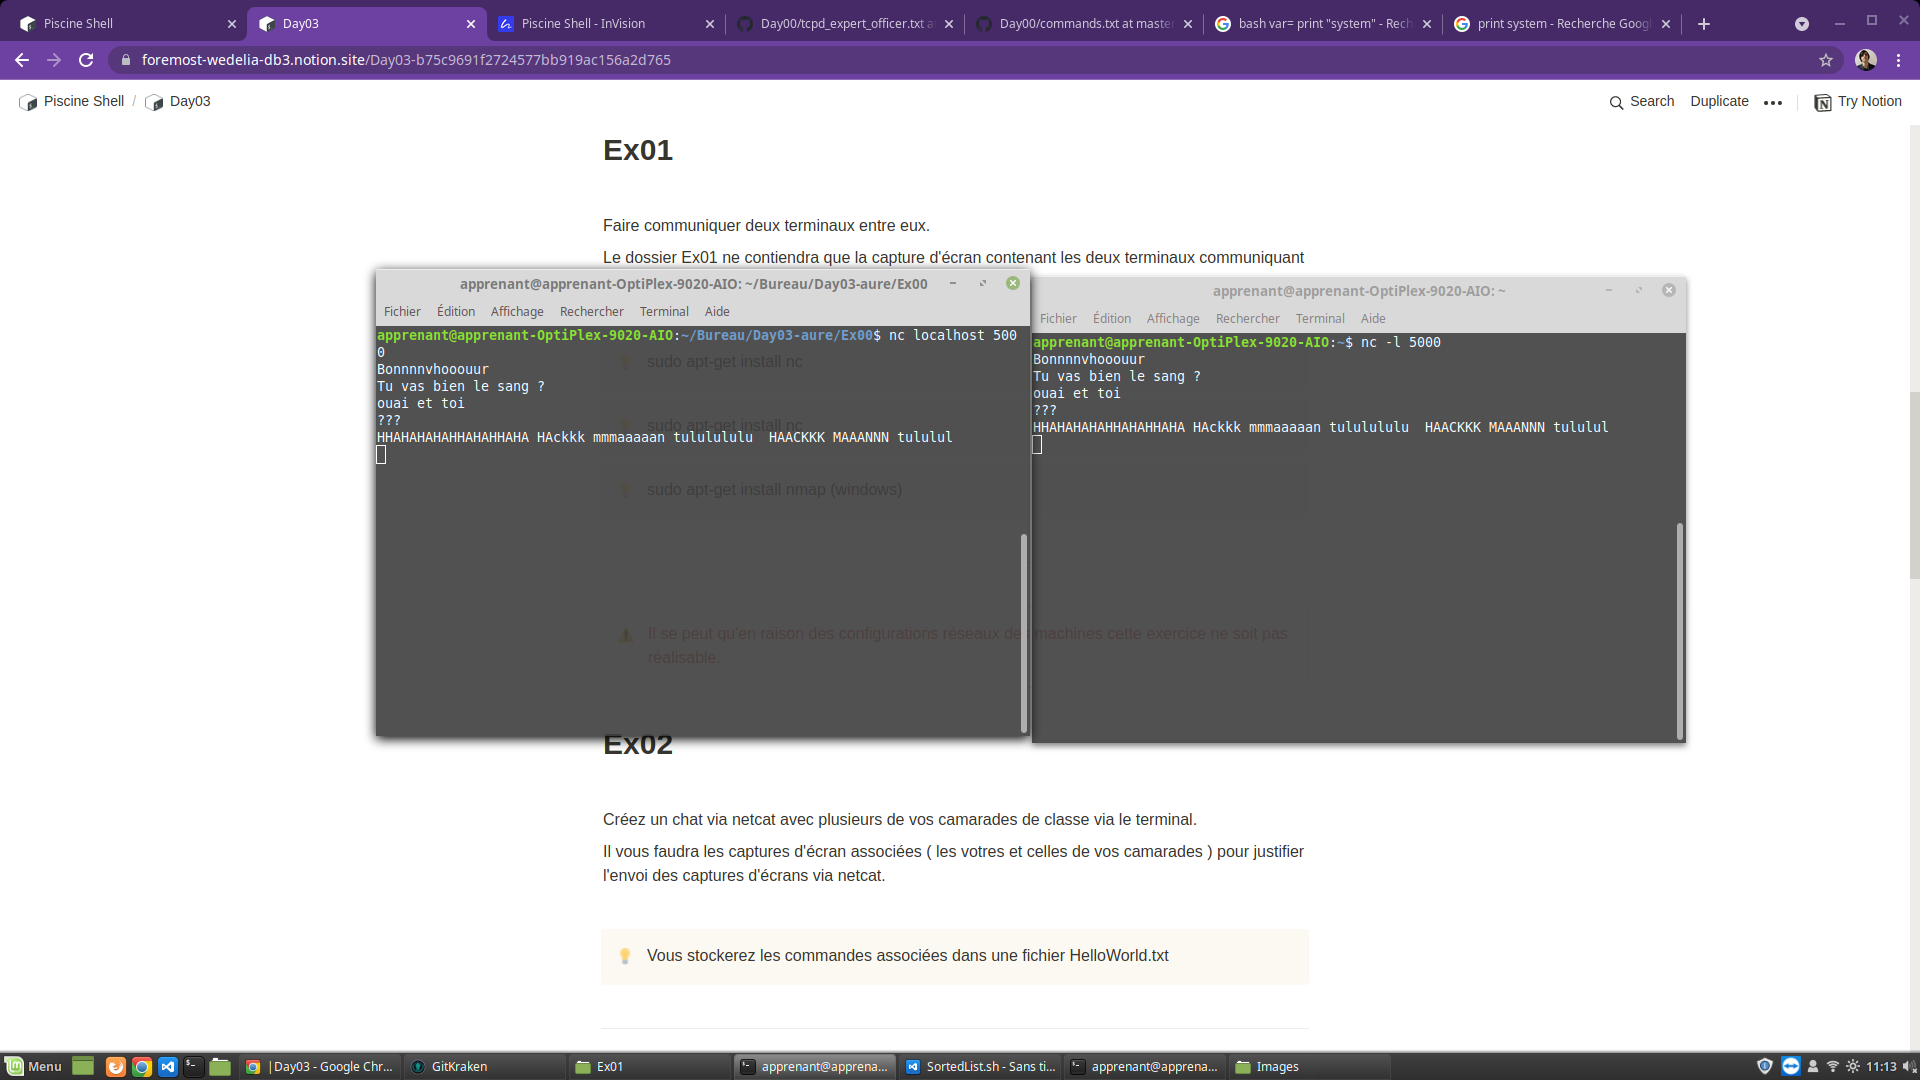 Piscine Shell
Day03
Piscine Shell - InVision
Day00/tcpd_expert_officer.txt a
Day00/commands.txt at master
bash var= print "system" - Rech
print system - Recherche Goog
foremost-wedelia-db3.notion.site/Day03-b75c9691f2724577bb919ac156a2d765
Piscine Shell / Day03
Search Duplicate ••• Try Notion
Ex01
Faire communiquer deux terminaux entre eux.
Le dossier Ex01 ne contiendra que la capture d'écran contenant les deux terminaux communiquant
apprenant@apprenant-OptiPlex-9020-AIO: ~/Bureau/Day03-aure/Ex00
Fichier Édition Affichage Rechercher Terminal Aide
apprenant@apprenant-OptiPlex-9020-AIO:~/Bureau/Day03-aure/Ex00$ nc localhost 500
0
Bonnnnvhooouur
Tu vas bien le sang ?
ouai et toi
???
HHAHAHAHAHHAHAHHAHA HAckkk mmmaaaaan tulululululu  HAACKKK MAAANNN tululul
apprenant@apprenant-OptiPlex-9020-AIO: ~
Fichier Édition Affichage Rechercher Terminal Aide
apprenant@apprenant-OptiPlex-9020-AIO:~$ nc -l 5000
Bonnnnvhooouur
Tu vas bien le sang ?
ouai et toi
???
HHAHAHAHAHHAHAHHAHA HAckkk mmmaaaaan tulululululu  HAACKKK MAAANNN tululul
sudo apt-get install nc
sudo apt-get install nc
sudo apt-get install nmap (windows)
Il se peut qu'en raison des configurations réseaux des machines cette exercice ne soit pas
réalisable.
Ex02
Créez un chat via netcat avec plusieurs de vos camarades de classe via le terminal.
Il vous faudra les captures d'écran associées ( les votres et celles de vos camarades ) pour justifier
l'envoi des captures d'écrans via netcat.
Vous stockerez les commandes associées dans une fichier HelloWorld.txt
Menu
|Day03 - Google Chr...
GitKraken
Ex01
apprenant@apprena...
SortedList.sh - Sans ti...
apprenant@apprena...
Images
11:13